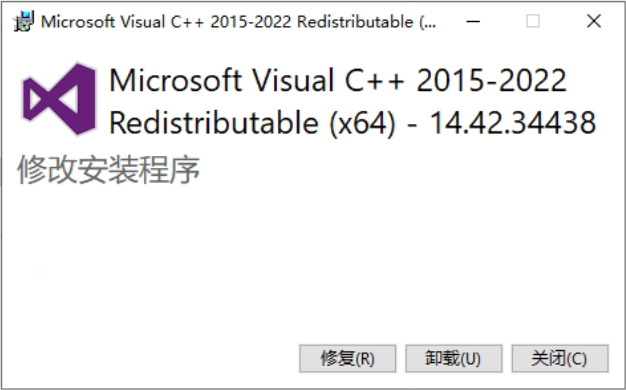 Microsoft Visual C++ 2015-2022 Redistributable (...
Microsoft Visual C++ 2015-2022
Redistributable (x64) - 14.42.34438
修改安装程序
修复(R) 卸载(U) 关闭(C)